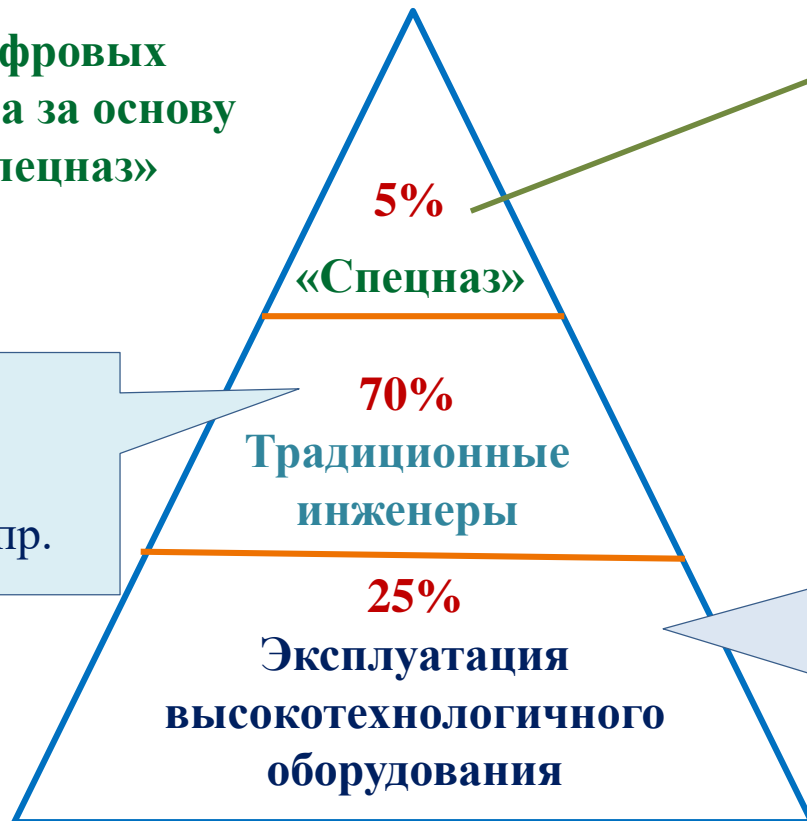 фровых
а за основу
пецназ»
5%
«Спецназ»
70%
Традиционные
инженеры
пр.
25%
Эксплуатация
высокотехнологичного
оборудования